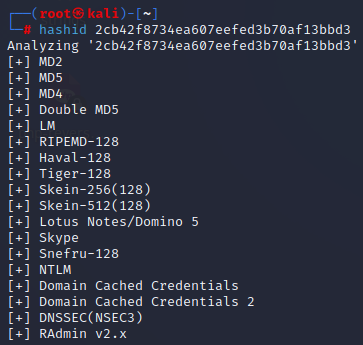 ┌──(root㉿kali)-[~]
└─# hashid 2cb42f8734ea607eefed3b70af13bbd3
Analyzing '2cb42f8734ea607eefed3b70af13bbd3'
[+] MD2
[+] MD5
[+] MD4
[+] Double MD5
[+] LM
[+] RIPEMD-128
[+] Haval-128
[+] Tiger-128
[+] Skein-256(128)
[+] Skein-512(128)
[+] Lotus Notes/Domino 5
[+] Skype
[+] Snefru-128
[+] NTLM
[+] Domain Cached Credentials
[+] Domain Cached Credentials 2
[+] DNSSEC(NSEC3)
[+] RAdmin v2.x